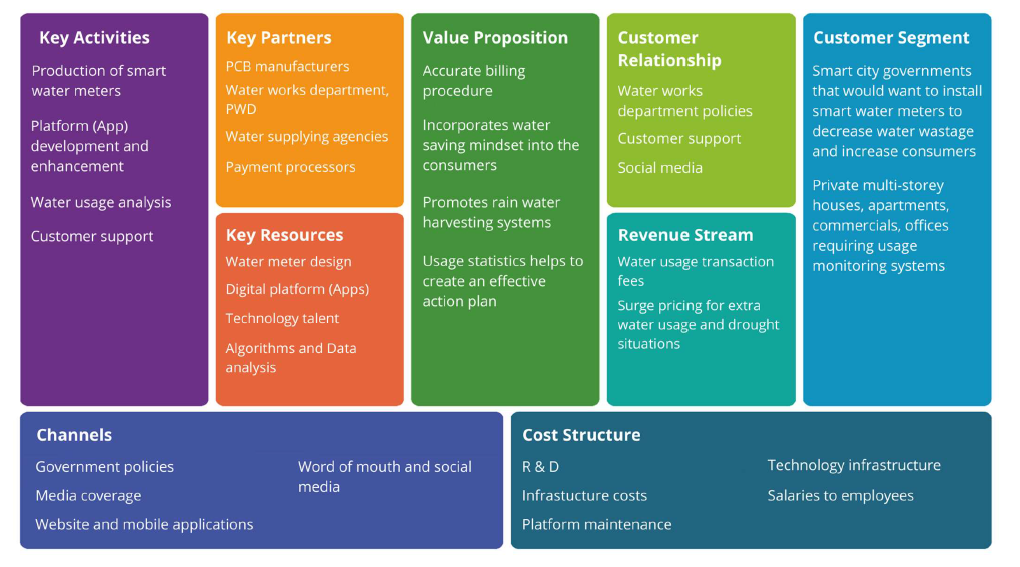 Key Activities
Production of smart
water meters
Platform (App)
development and
enhancement
Water usage analysis
Customer support
Key Partners
PCB manufacturers
Water works department,
PWD
Water supplying agencies
Payment processors
Key Resources
Water meter design
Digital platform (Apps)
Technology talent
Algorithms and Data
analysis
Value Proposition
Accurate billing
procedure
Incorporates water
saving mindset into the
consumers
Promotes rain water
harvesting systems
Usage statistics helps to
create an effective
action plan
Customer
Relationship
Water works
department policies
Customer support
Social media
Revenue Stream
Water usage transaction
fees
Surge pricing for extra
water usage and drought
situations
Customer Segment
Smart city governments
that would want to install
smart water meters to
decrease water wastage
and increase consumers
Private multi-storey
houses, apartments,
commercials, offices
requiring usage
monitoring systems
Channels
Government policies
Media coverage
Website and mobile applications
Word of mouth and social
media
Cost Structure
R & D
Infrastucture costs
Platform maintenance
Technology infrastructure
Salaries to employees